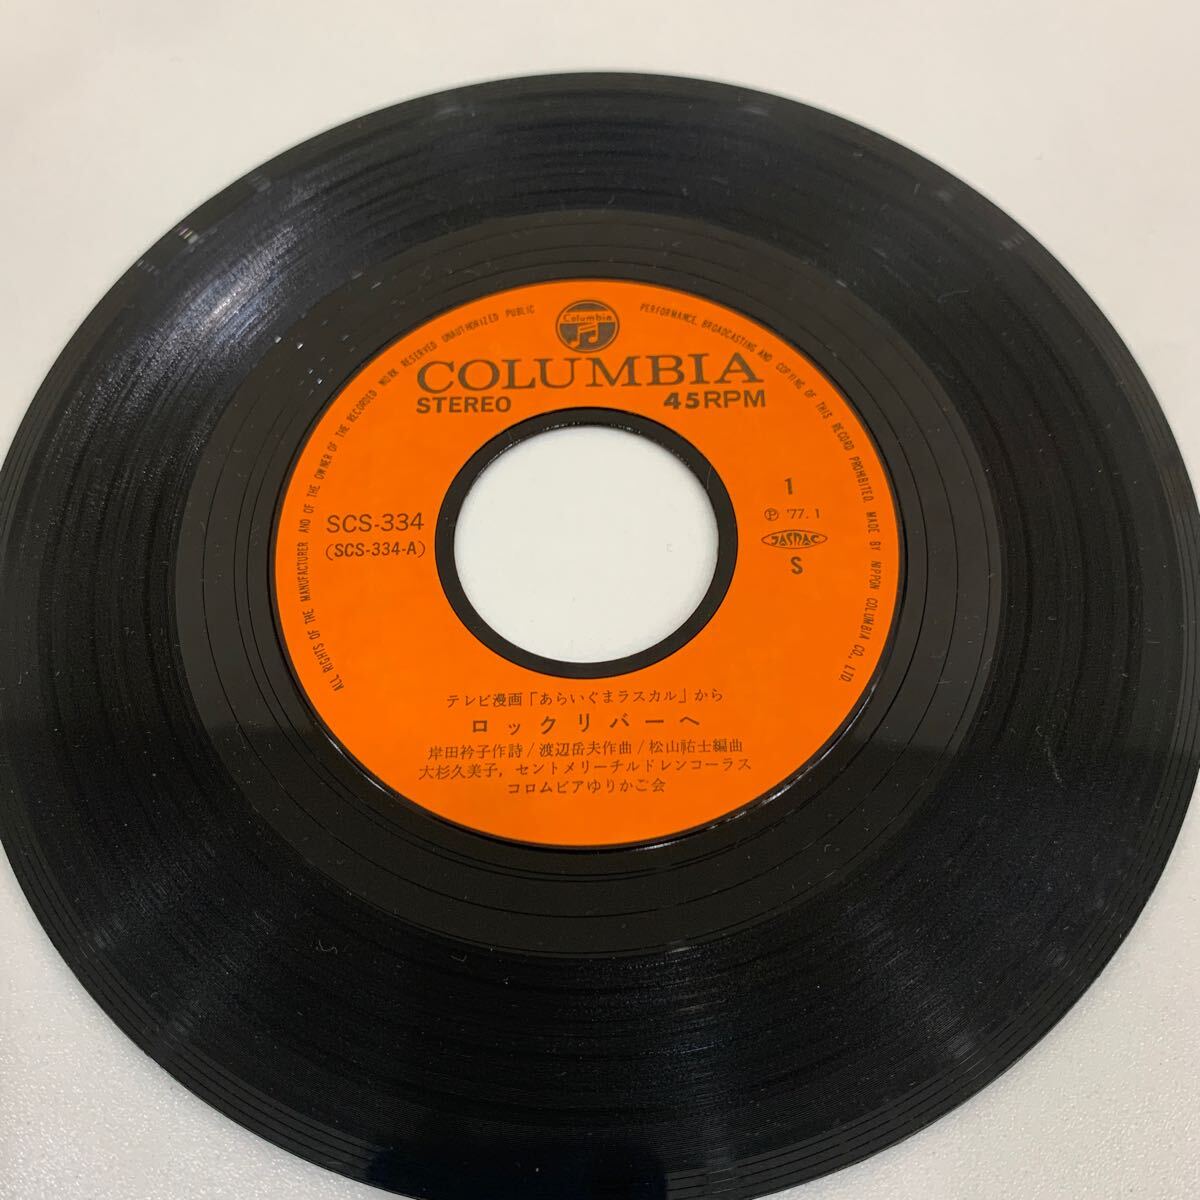 ALL RIGHTS OF THE MANUFACTURER AND OF THE OWNER OF THE RECORDED WORK RESERVED UNAUTHORIZED PUBLIC PERFORMANCE, BROADCASTING AND COPYING OF THIS RECORD PROHIBITED. MADE BY NIPPON COLUMBIA CO., LTD.
Columbia
COLUMBIA
STEREO 45RPM
1
SCS-334 Ⓟ '77.1
(SCS-334-A) JASRAC
S
テレビ漫画「あらいぐまラスカル」から
ロックリバーへ
岸田衿子作詩/渡辺岳夫作曲/松山祐士編曲
大杉久美子,セントメリーチルドレンコーラス
コロムビアゆりかご会